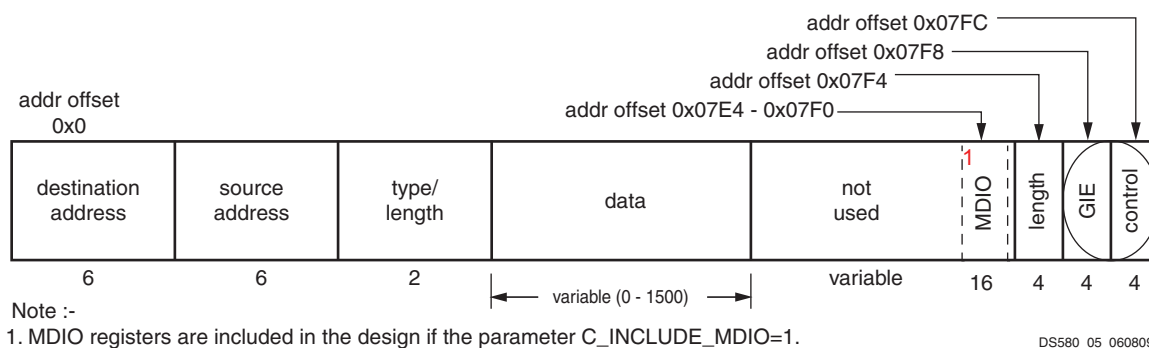 addr offset 0x07FC
addr offset 0x07F8
addr offset 0x07F4
addr offset 0x07E4 - 0x07F0
addr offset
0x0
destination
address
source
address
type/
length
data
not
used
1
MDIO
length
GIE
control
6
6
2
variable (0 - 1500)
variable
16
4
4
4
Note :-
1. MDIO registers are included in the design if the parameter C_INCLUDE_MDIO=1.
DS580_05_060809